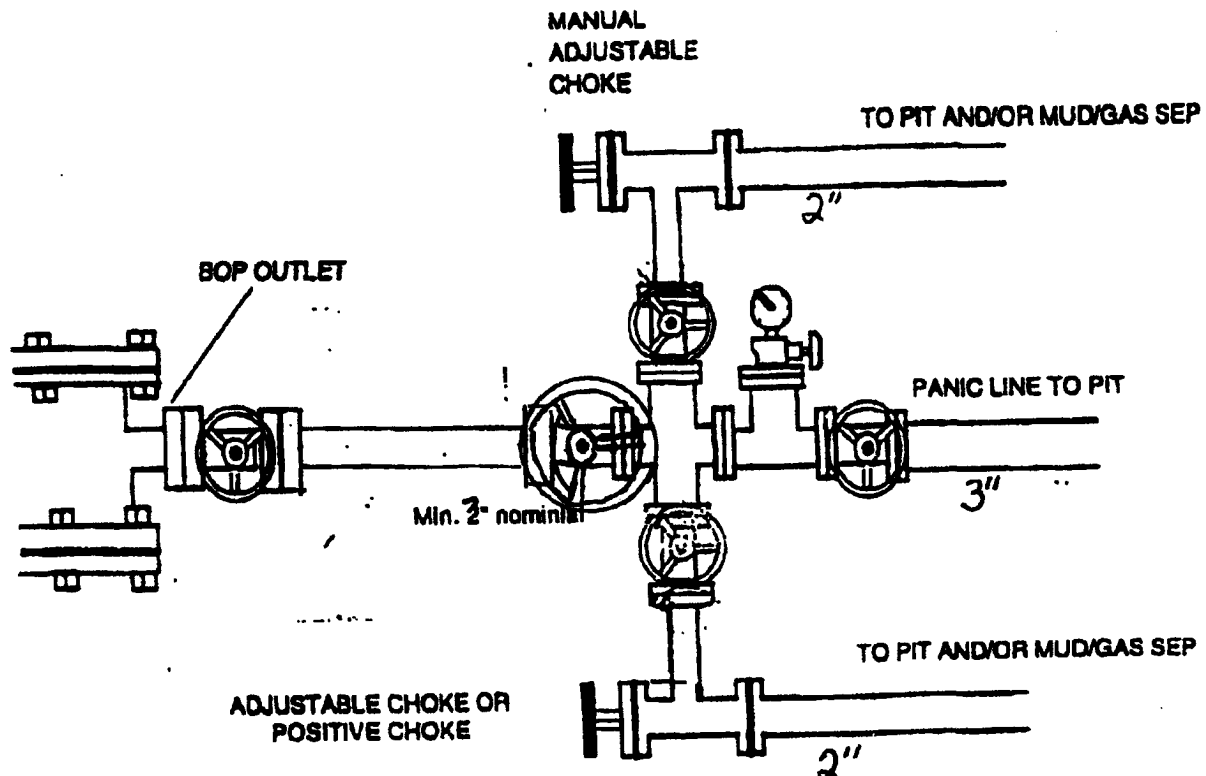 MANUAL
ADJUSTABLE
CHOKE
TO PIT AND/OR MUD/GAS SEP
2"
BOP OUTLET
PANIC LINE TO PIT
3"
Min. nominal
TO PIT AND/OR MUD/GAS SEP
ADJUSTABLE CHOKE OR
POSITIVE CHOKE
2"